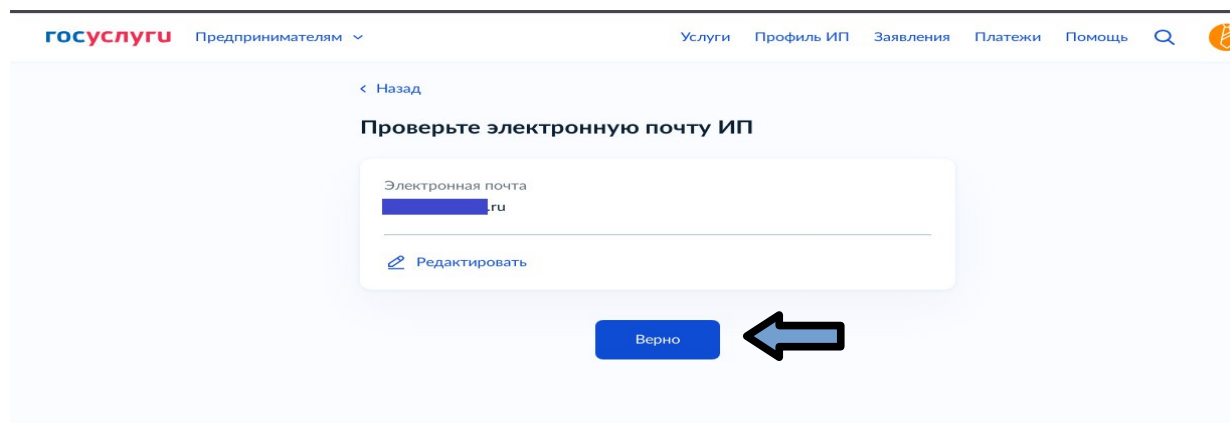 госуслуги Предпринимателям Услуги Профиль ИП Заявления Платежи Помощь
Назад
Проверьте электронную почту ИП
Электронная почта
.ru
Редактировать
Верно